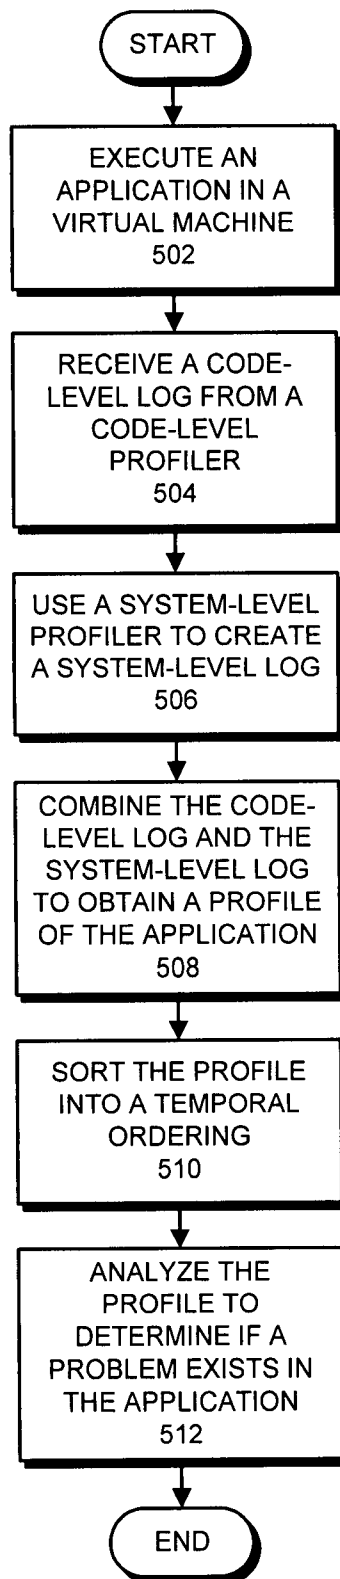 START
EXECUTE AN
APPLICATION IN A
VIRTUAL MACHINE
502
RECEIVE A CODE-
LEVEL LOG FROM A
CODE-LEVEL
PROFILER
504
USE A SYSTEM-LEVEL
PROFILER TO CREATE
A SYSTEM-LEVEL LOG
506
COMBINE THE CODE-
LEVEL LOG AND THE
SYSTEM-LEVEL LOG
TO OBTAIN A PROFILE
OF THE APPLICATION
508
SORT THE PROFILE
INTO A TEMPORAL
ORDERING
510
ANALYZE THE
PROFILE TO
DETERMINE IF A
PROBLEM EXISTS IN
THE APPLICATION
512
END